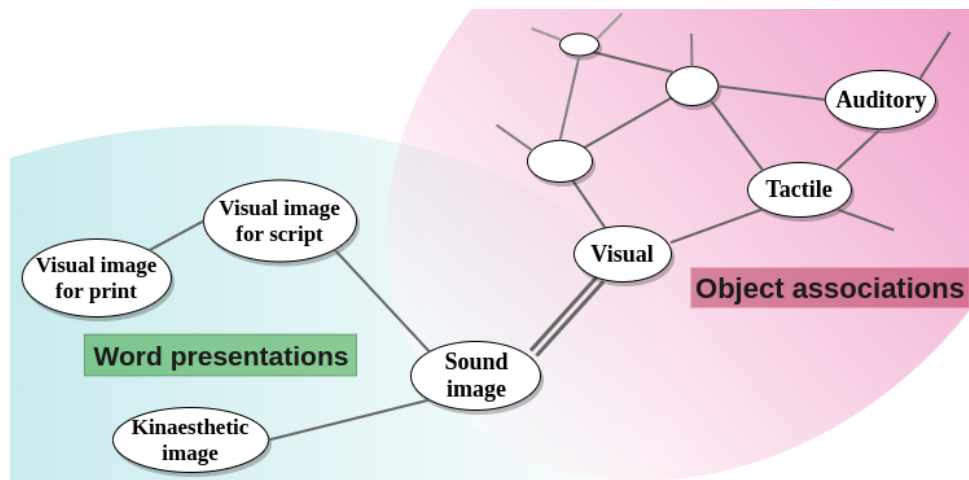 Auditory
Tactile
Visual image
for script
Visual
Visual image
for print
Object associations
Word presentations
Sound
image
Kinaesthetic
image